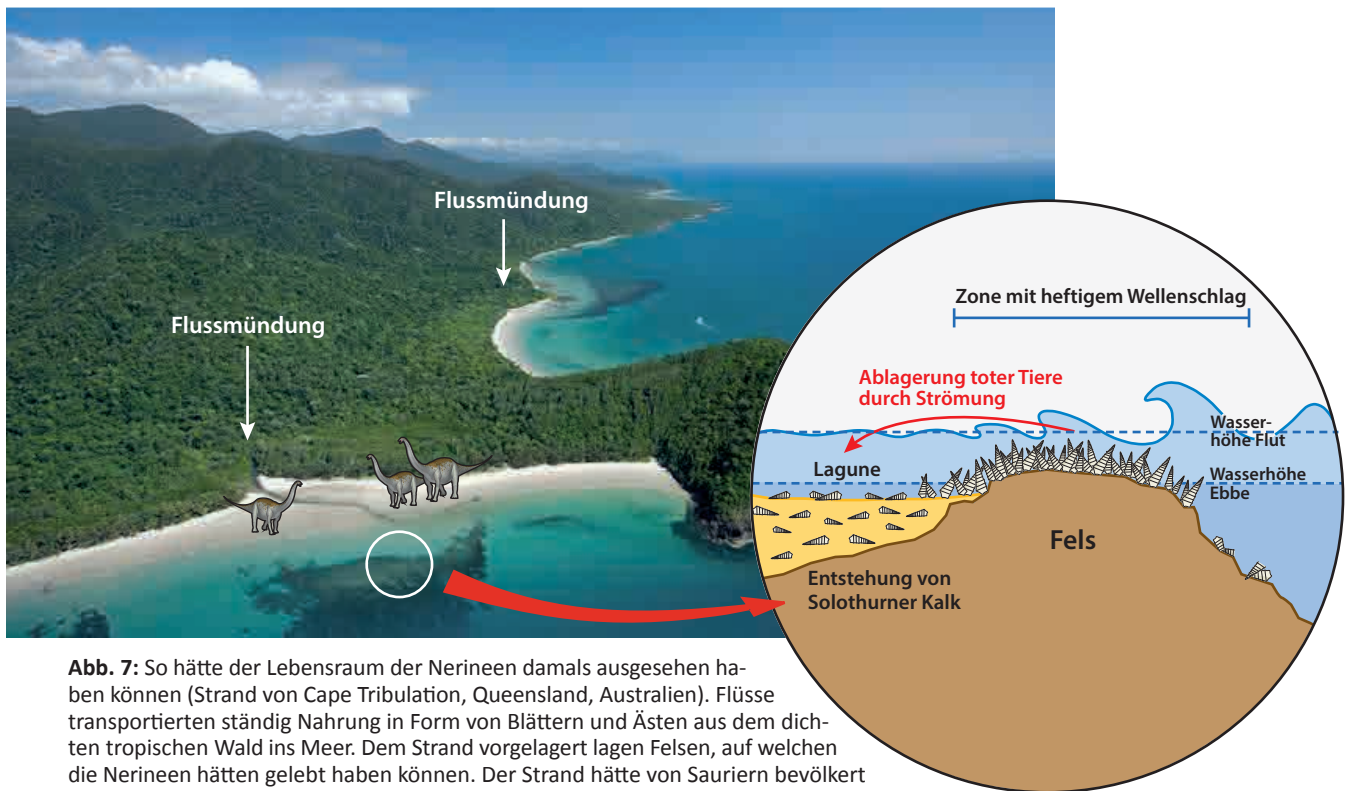 Flussmündung
Flussmündung
Zone mit heftigem Wellenschlag
Ablagerung toter Tiere
durch Strömung
Wasser-
höhe Flut
Lagune
Wasserhöhe
Ebbe
Fels
Entstehung von
Solothurner Kalk
Abb. 7: So hätte der Lebensraum der Nerineen damals ausgesehen ha-
ben können (Strand von Cape Tribulation, Queensland, Australien). Flüsse
transportierten ständig Nahrung in Form von Blättern und Ästen aus dem dich-
ten tropischen Wald ins Meer. Dem Strand vorgelagert lagen Felsen, auf welchen
die Nerineen hätten gelebt haben können. Der Strand hätte von Sauriern bevölkert